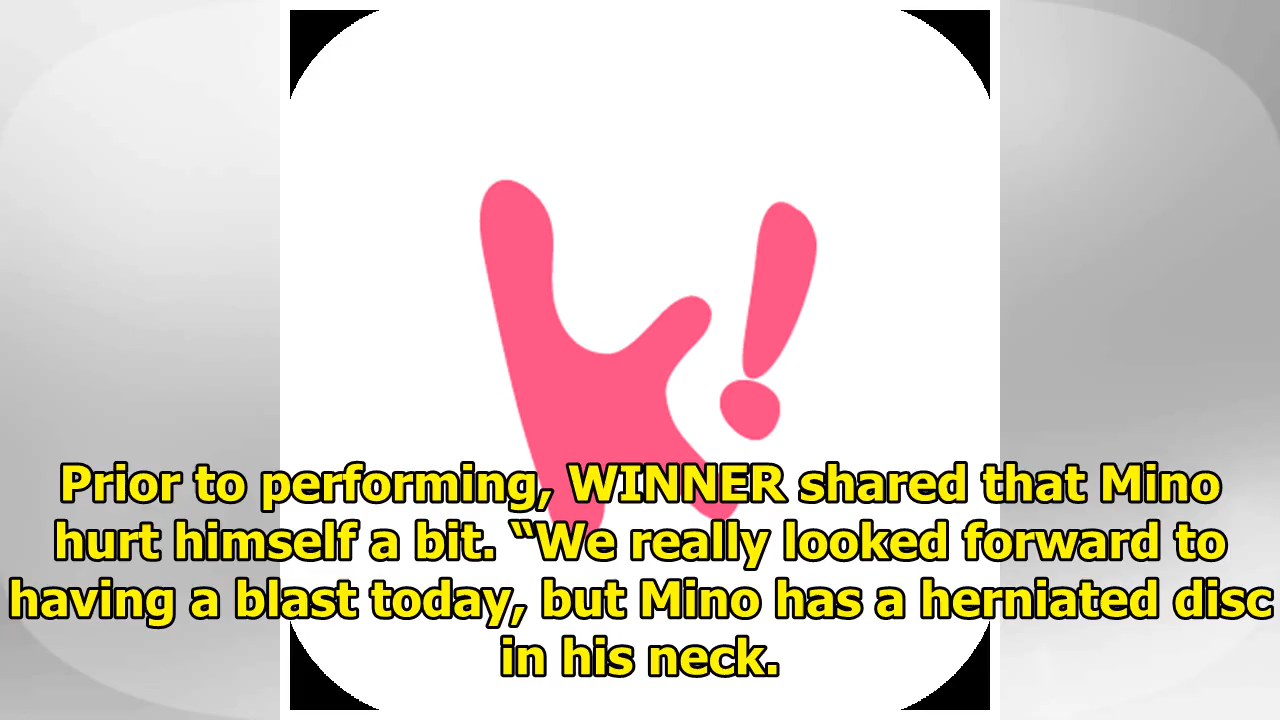 k!
Prior to performing, WINNER shared that Mino
hurt himself a bit. “We really looked forward to
having a blast today, but Mino has a herniated disc
in his neck.